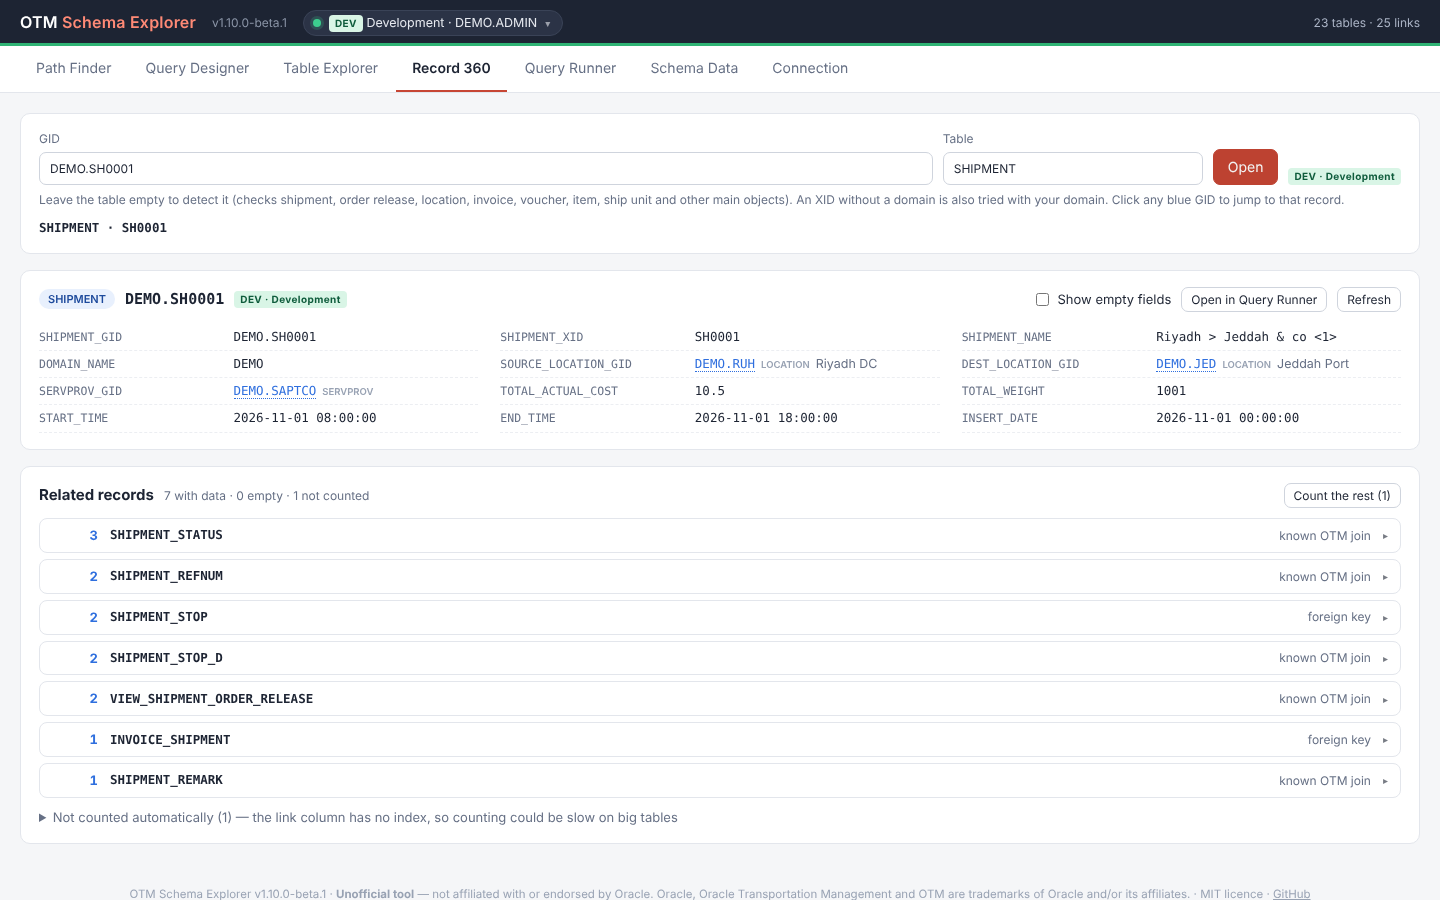 OTM Schema Explorer v1.10.0-beta.1 DEV Development · DEMO.ADMIN ▾ 23 tables · 25 links
Path Finder Query Designer Table Explorer Record 360 Query Runner Schema Data Connection
GID Table
DEMO.SH0001 SHIPMENT Open DEV · Development
Leave the table empty to detect it (checks shipment, order release, location, invoice, voucher, item, ship unit and other main objects). An XID without a domain is also tried with your domain. Click any blue GID to jump to that record.
SHIPMENT · SH0001
SHIPMENT DEMO.SH0001 DEV · Development Show empty fields Open in Query Runner Refresh
SHIPMENT_GID DEMO.SH0001 SHIPMENT_XID SH0001 SHIPMENT_NAME Riyadh > Jeddah & co <1>
DOMAIN_NAME DEMO SOURCE_LOCATION_GID DEMO.RUH LOCATION Riyadh DC DEST_LOCATION_GID DEMO.JED LOCATION Jeddah Port
SERVPROV_GID DEMO.SAPTCO SERVPROV TOTAL_ACTUAL_COST 10.5 TOTAL_WEIGHT 1001
START_TIME 2026-11-01 08:00:00 END_TIME 2026-11-01 18:00:00 INSERT_DATE 2026-11-01 00:00:00
Related records 7 with data · 0 empty · 1 not counted Count the rest (1)
3 SHIPMENT_STATUS known OTM join ▸
2 SHIPMENT_REFNUM known OTM join ▸
2 SHIPMENT_STOP foreign key ▸
2 SHIPMENT_STOP_D known OTM join ▸
2 VIEW_SHIPMENT_ORDER_RELEASE known OTM join ▸
1 INVOICE_SHIPMENT foreign key ▸
1 SHIPMENT_REMARK known OTM join ▸
▶ Not counted automatically (1) — the link column has no index, so counting could be slow on big tables
OTM Schema Explorer v1.10.0-beta.1 · Unofficial tool — not affiliated with or endorsed by Oracle. Oracle, Oracle Transportation Management and OTM are trademarks of Oracle and/or its affiliates. · MIT licence · GitHub